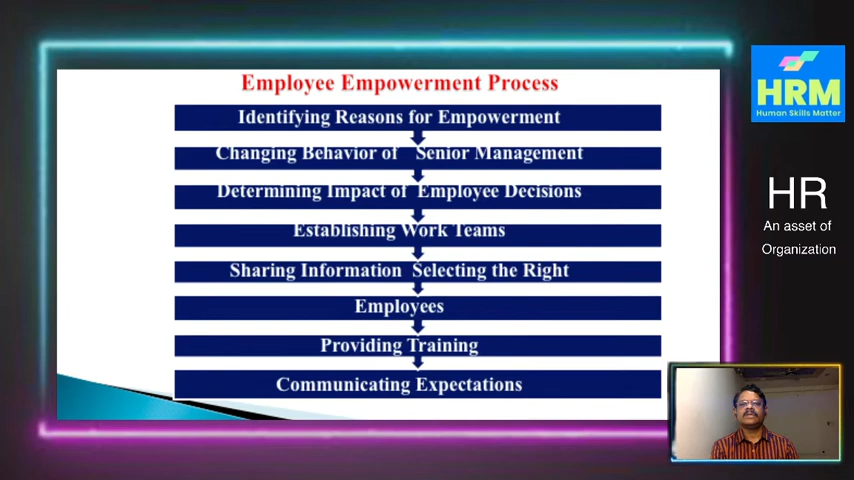 Employee Empowerment Process
Identifying Reasons for Empowerment
Changing Behavior of Senior Management
Determining Impact of Employee Decisions
Establishing Work Teams
Sharing Information Selecting the Right
Employees
Providing Training
Communicating Expectations
HRM
Human Skills Matter
HR
An asset of
Organization